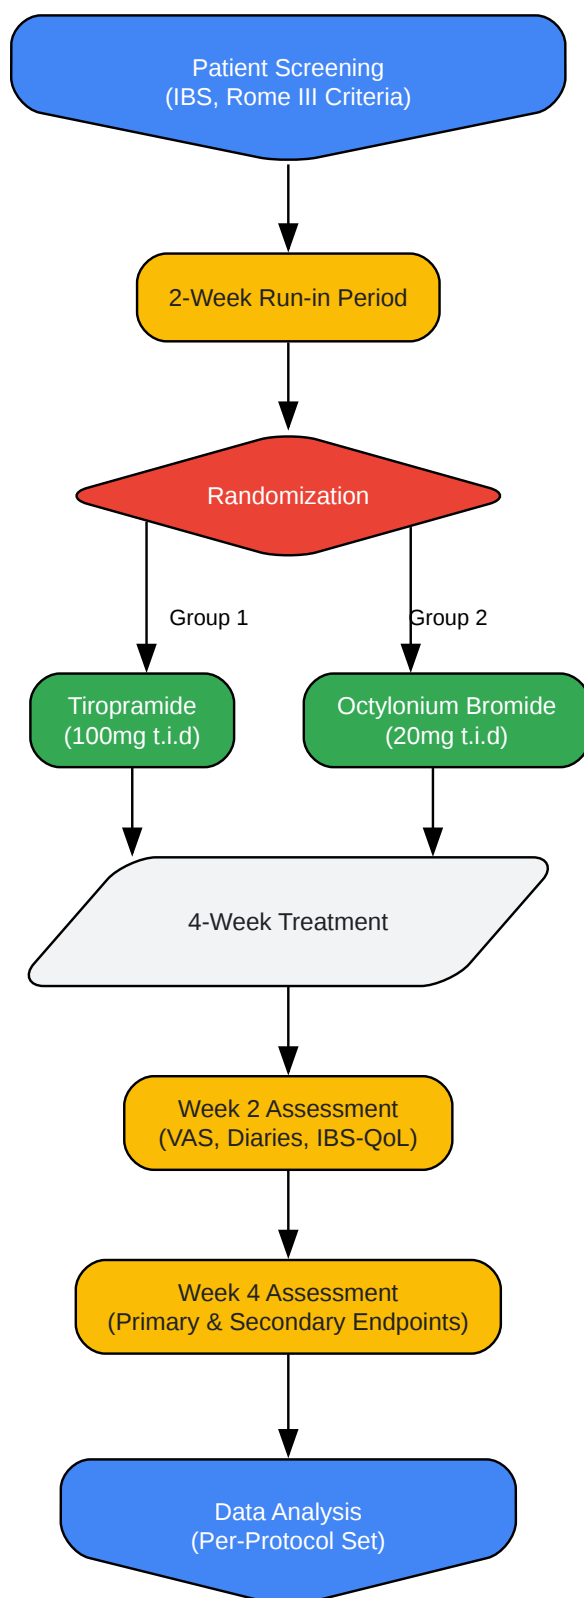 Patient Screening
(IBS, Rome III Criteria)
2-Week Run-in Period
Randomization
Group 1
Group 2
Tiropramide
(100mg t.i.d)
Octylonium Bromide
(20mg t.i.d)
4-Week Treatment
Week 2 Assessment
(VAS, Diaries, IBS-QoL)
Week 4 Assessment
(Primary & Secondary Endpoints)
Data Analysis
(Per-Protocol Set)